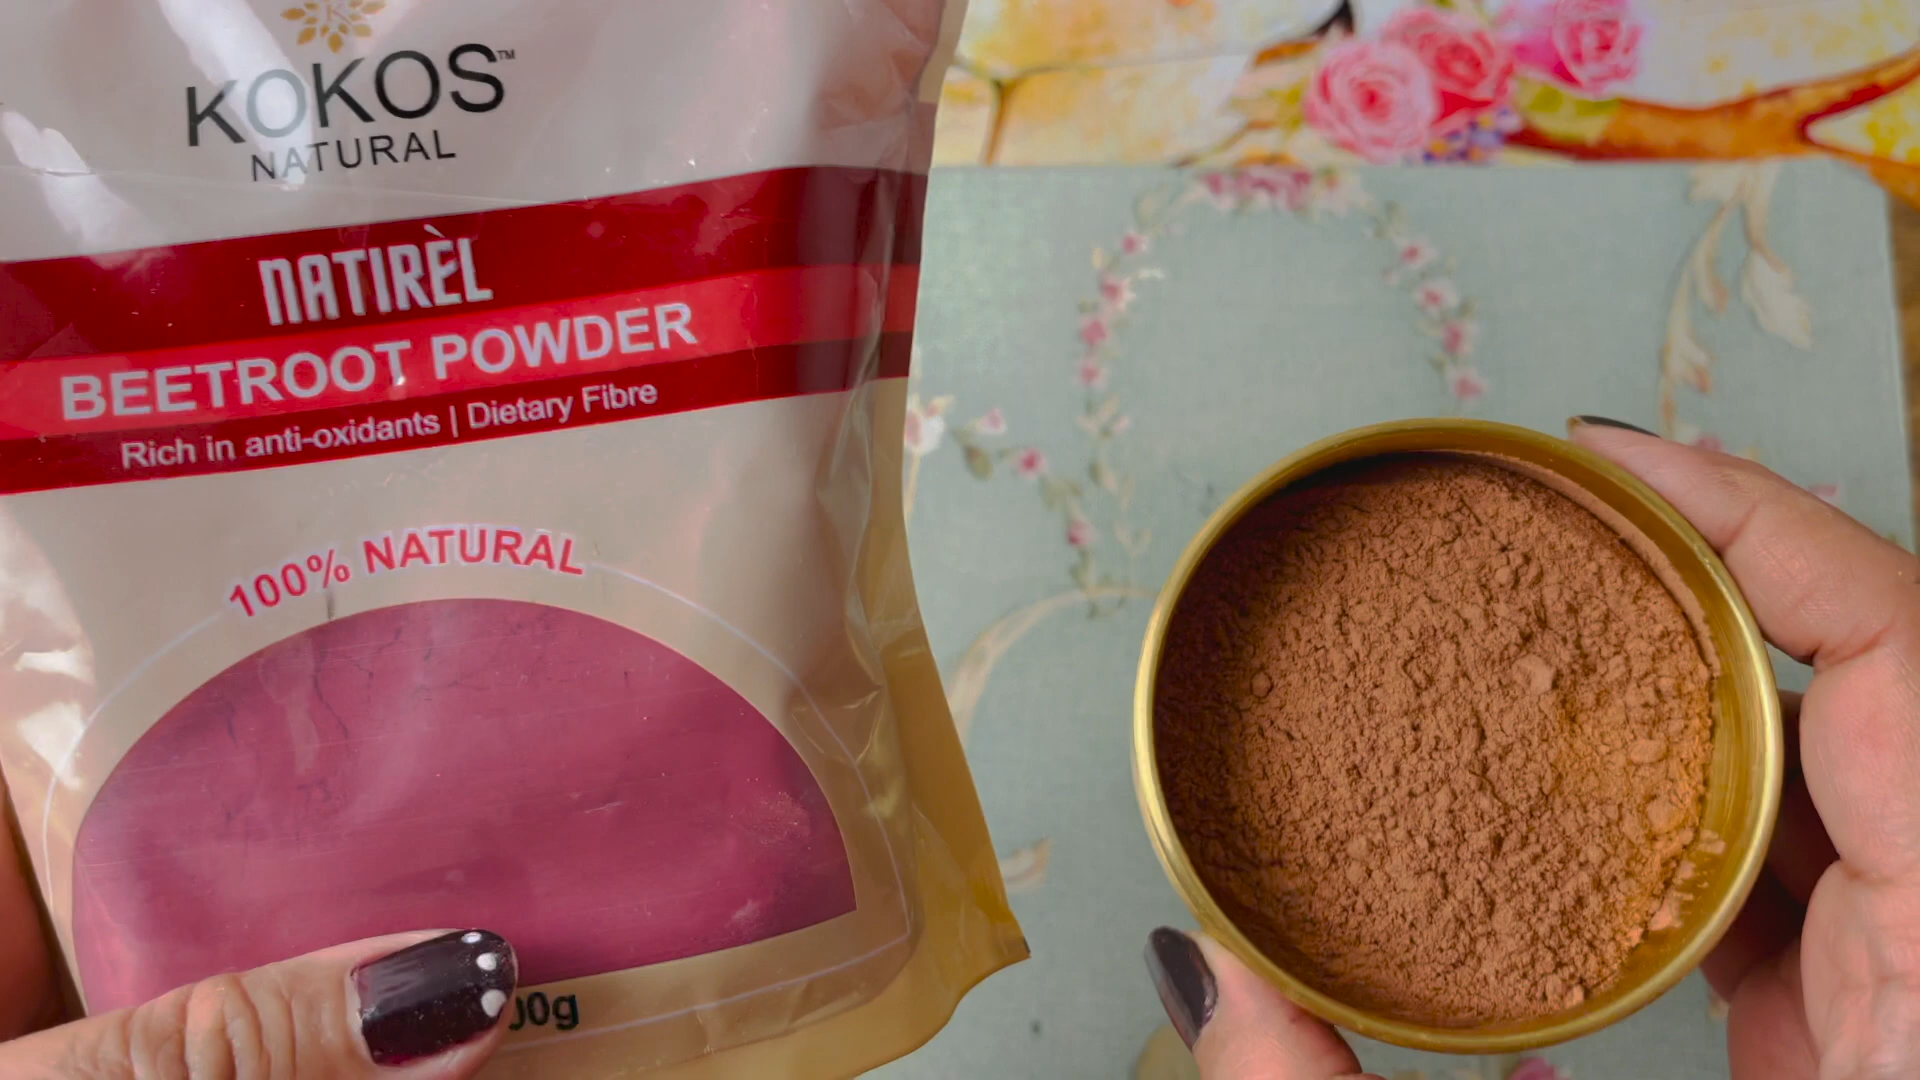 KOKOS™
NATURAL
NATIRÈL
BEETROOT POWDER
Rich in anti-oxidants | Dietary Fibre
100% NATURAL